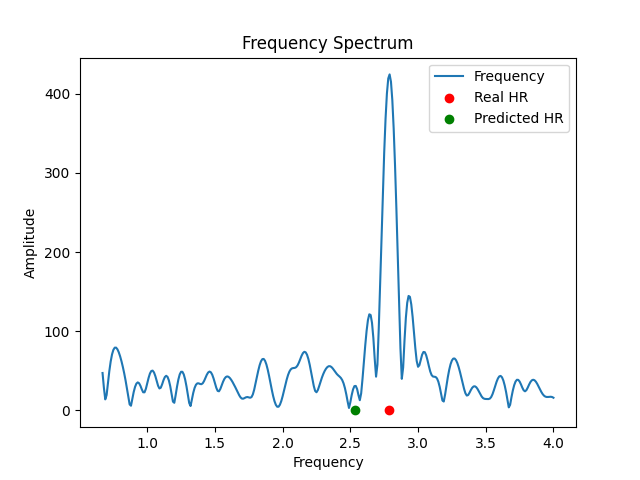 Frequency Spectrum
Frequency
Real HR
Predicted HR
400
300
200
100
0
Amplitude
1.0 1.5 2.0 2.5 3.0 3.5 4.0
Frequency